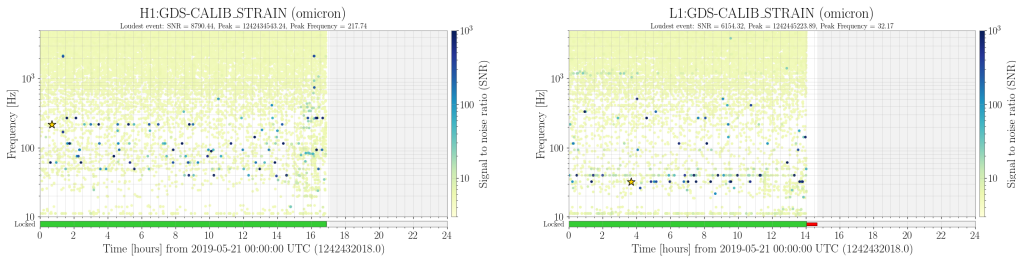 H1:GDS-CALIB_STRAIN (omicron)
Loudest event: SNR = 8790.44, Peak = 1242434543.24, Peak Frequency = 217.74
Frequency [Hz]
10³
100
10
Locked
0 2 4 6 8 10 12 14 16 18 20 22 24
Time [hours] from 2019-05-21 00:00:00 UTC (1242432018.0)
10³
100
10
Signal to noise ratio (SNR)
L1:GDS-CALIB_STRAIN (omicron)
Loudest event: SNR = 6154.32, Peak = 1242445223.89, Peak Frequency = 32.17
Frequency [Hz]
10³
100
10
Locked
0 2 4 6 8 10 12 14 16 18 20 22 24
Time [hours] from 2019-05-21 00:00:00 UTC (1242432018.0)
10³
100
10
Signal to noise ratio (SNR)